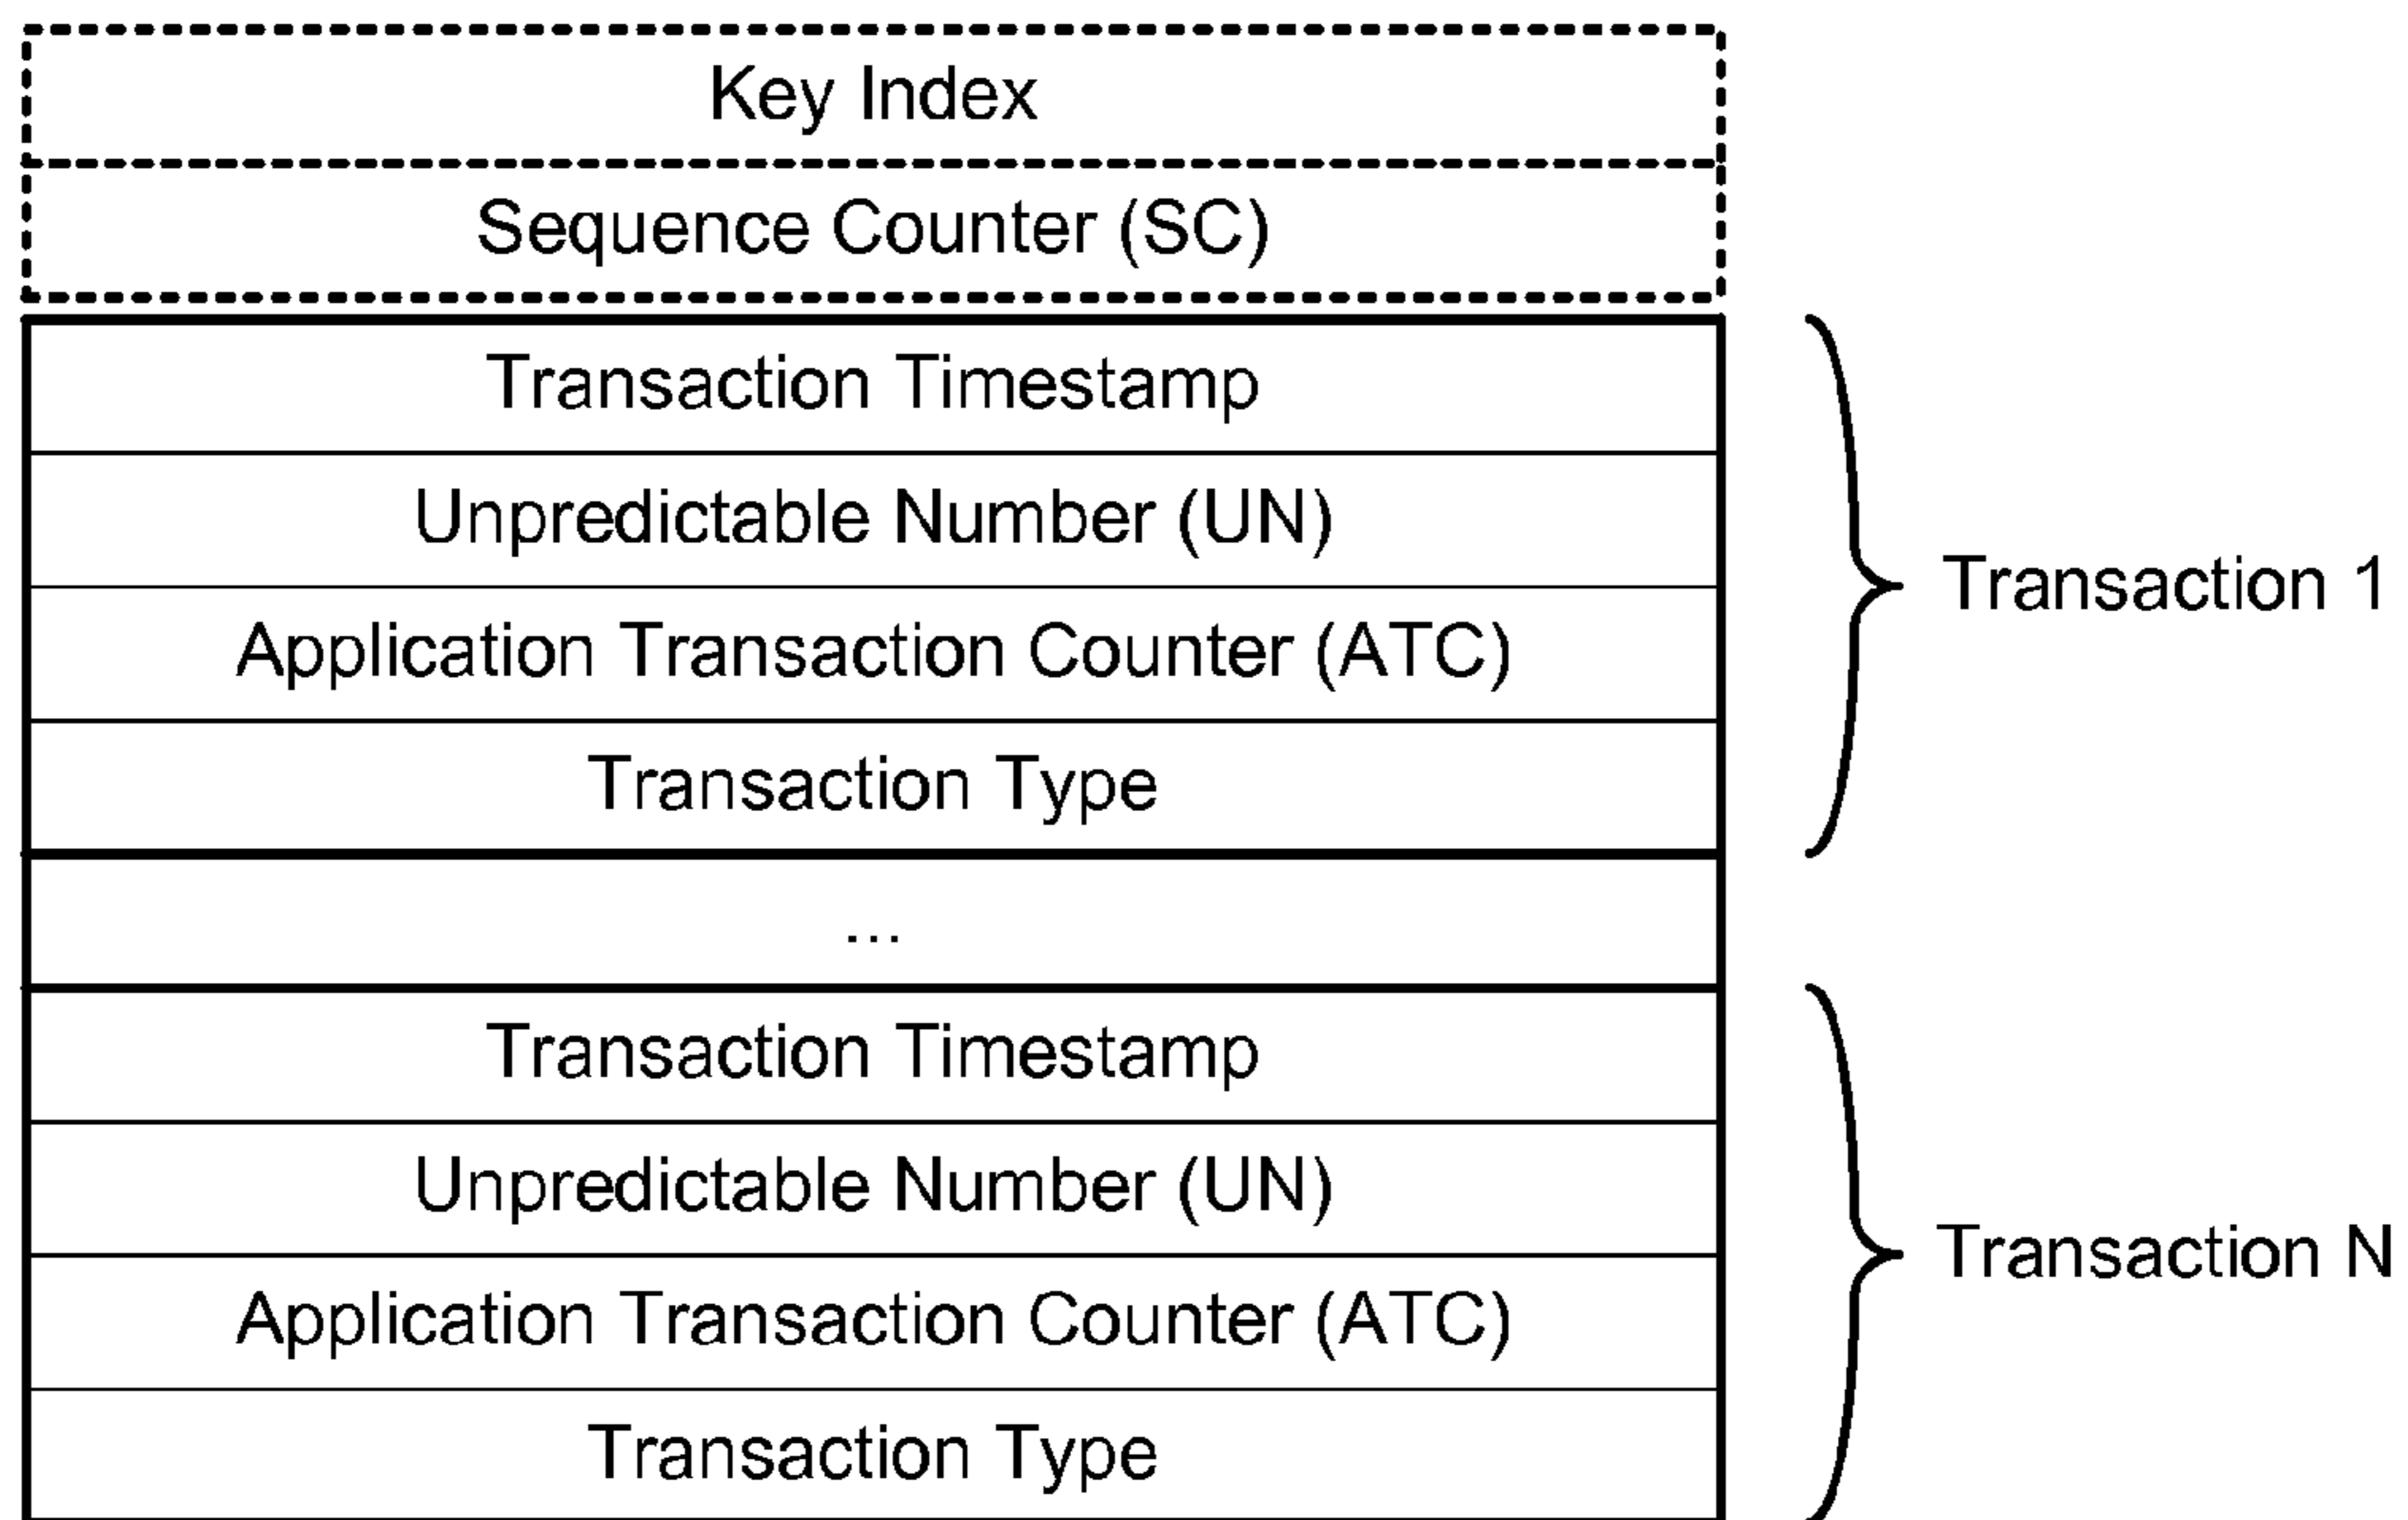 Key Index
Sequence Counter (SC)
Transaction Timestamp
Unpredictable Number (UN)
Application Transaction Counter (ATC)
Transaction Type
Transaction 1
...
Transaction Timestamp
Unpredictable Number (UN)
Application Transaction Counter (ATC)
Transaction Type
Transaction N